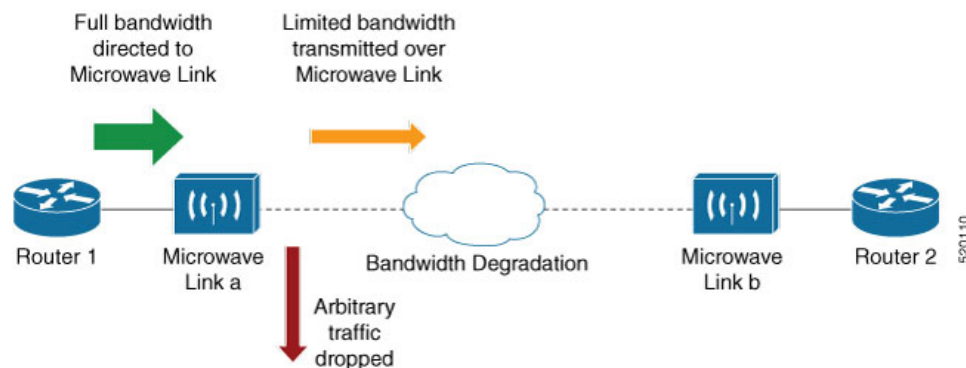 Full bandwidth
directed to
Microwave Link
Limited bandwidth
transmitted over
Microwave Link
Router 1
Microwave
Link a
Bandwidth Degradation
Microwave
Link b
Router 2
520110
Arbitrary
traffic
dropped